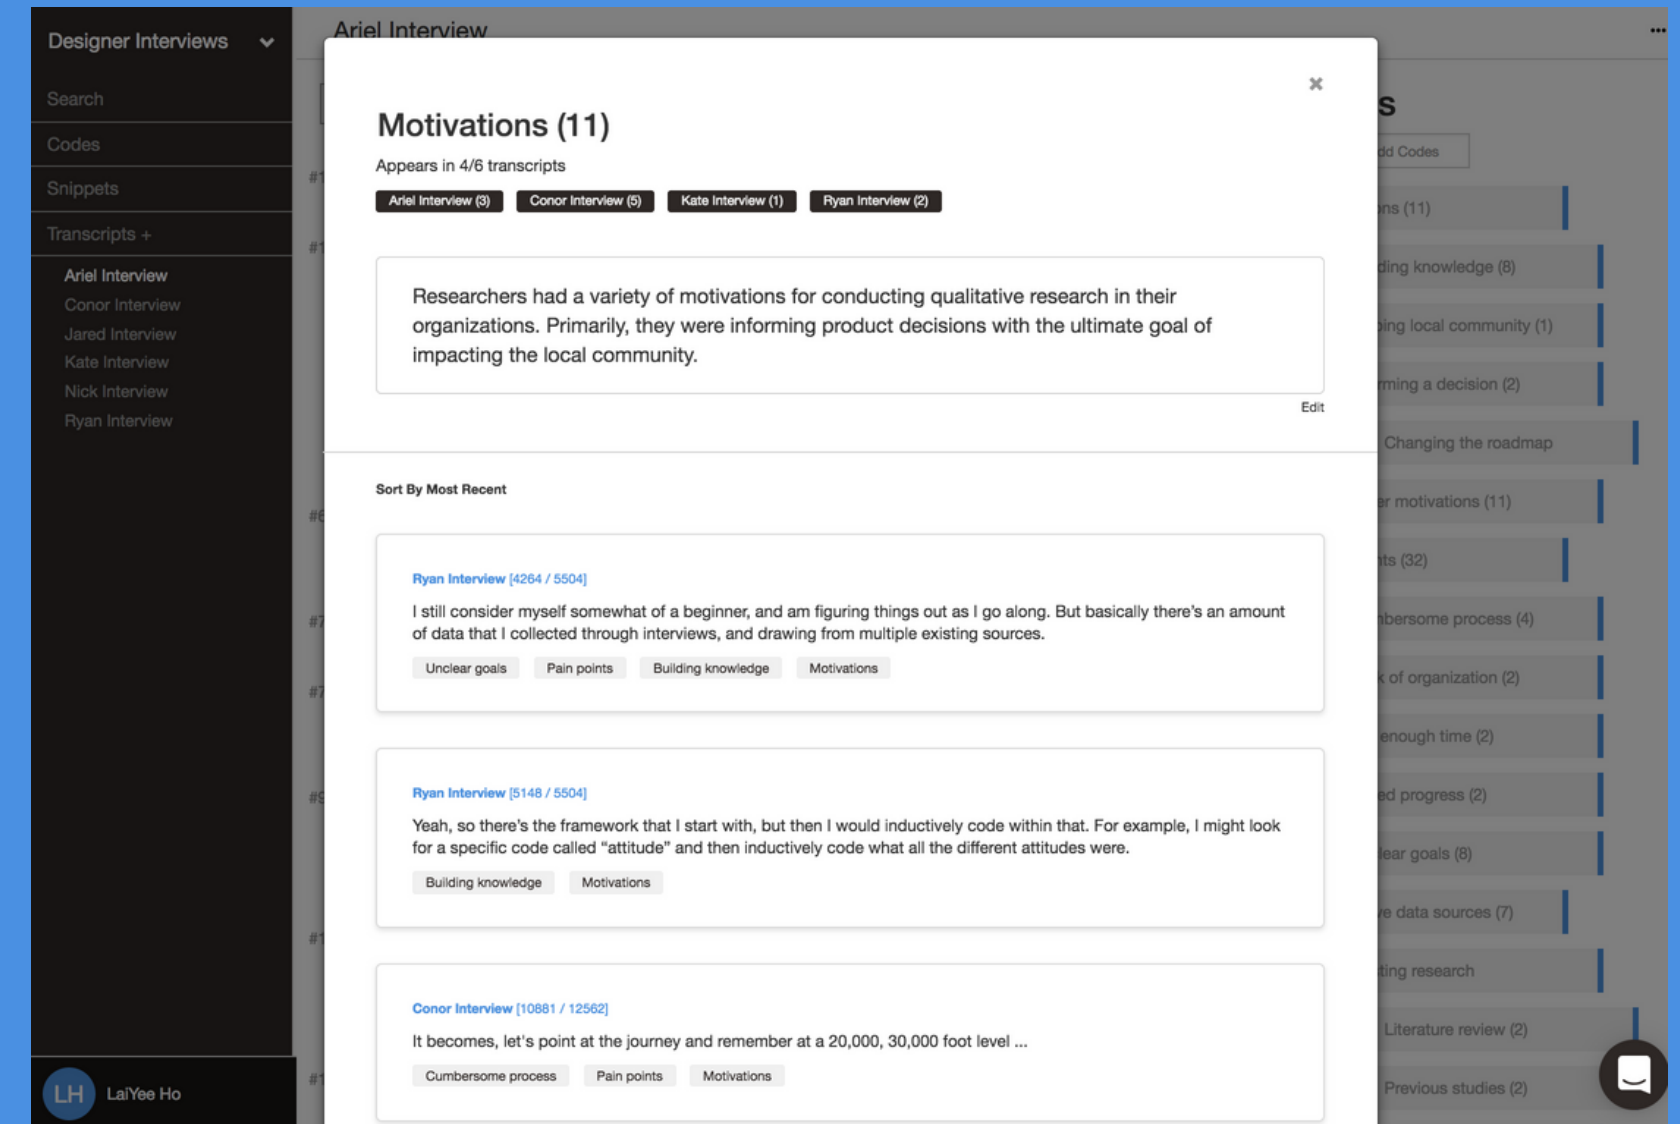 Designer Interviews
Search
Codes
Snippets
Transcripts +
Ariel Interview
Conor Interview
Jared Interview
Kate Interview
Nick Interview
Ryan Interview
LH LaiYee Ho
Ariel Interview
Motivations (11)
Appears in 4/6 transcripts
Ariel Interview (3) Conor Interview (5) Kate Interview (1) Ryan Interview (2)
Researchers had a variety of motivations for conducting qualitative research in their
organizations. Primarily, they were informing product decisions with the ultimate goal of
impacting the local community.
Edit
Sort By Most Recent
Ryan Interview [4264 / 5504]
I still consider myself somewhat of a beginner, and am figuring things out as I go along. But basically there's an amount
of data that I collected through interviews, and drawing from multiple existing sources.
Unclear goals Pain points Building knowledge Motivations
Ryan Interview [5148 / 5504]
Yeah, so there's the framework that I start with, but then I would inductively code within that. For example, I might look
for a specific code called “attitude” and then inductively code what all the different attitudes were.
Building knowledge Motivations
Conor Interview [10881 / 12562]
It becomes, let's point at the journey and remember at a 20,000, 30,000 foot level ...
Cumbersome process Pain points Motivations
Codes
(11)
knowledge (8)
local community (1)
a decision (2)
Changing the roadmap
motivations (11)
(32)
process (4)
of organization (2)
enough time (2)
progress (2)
goals (8)
data sources (7)
research
Literature review (2)
Previous studies (2)